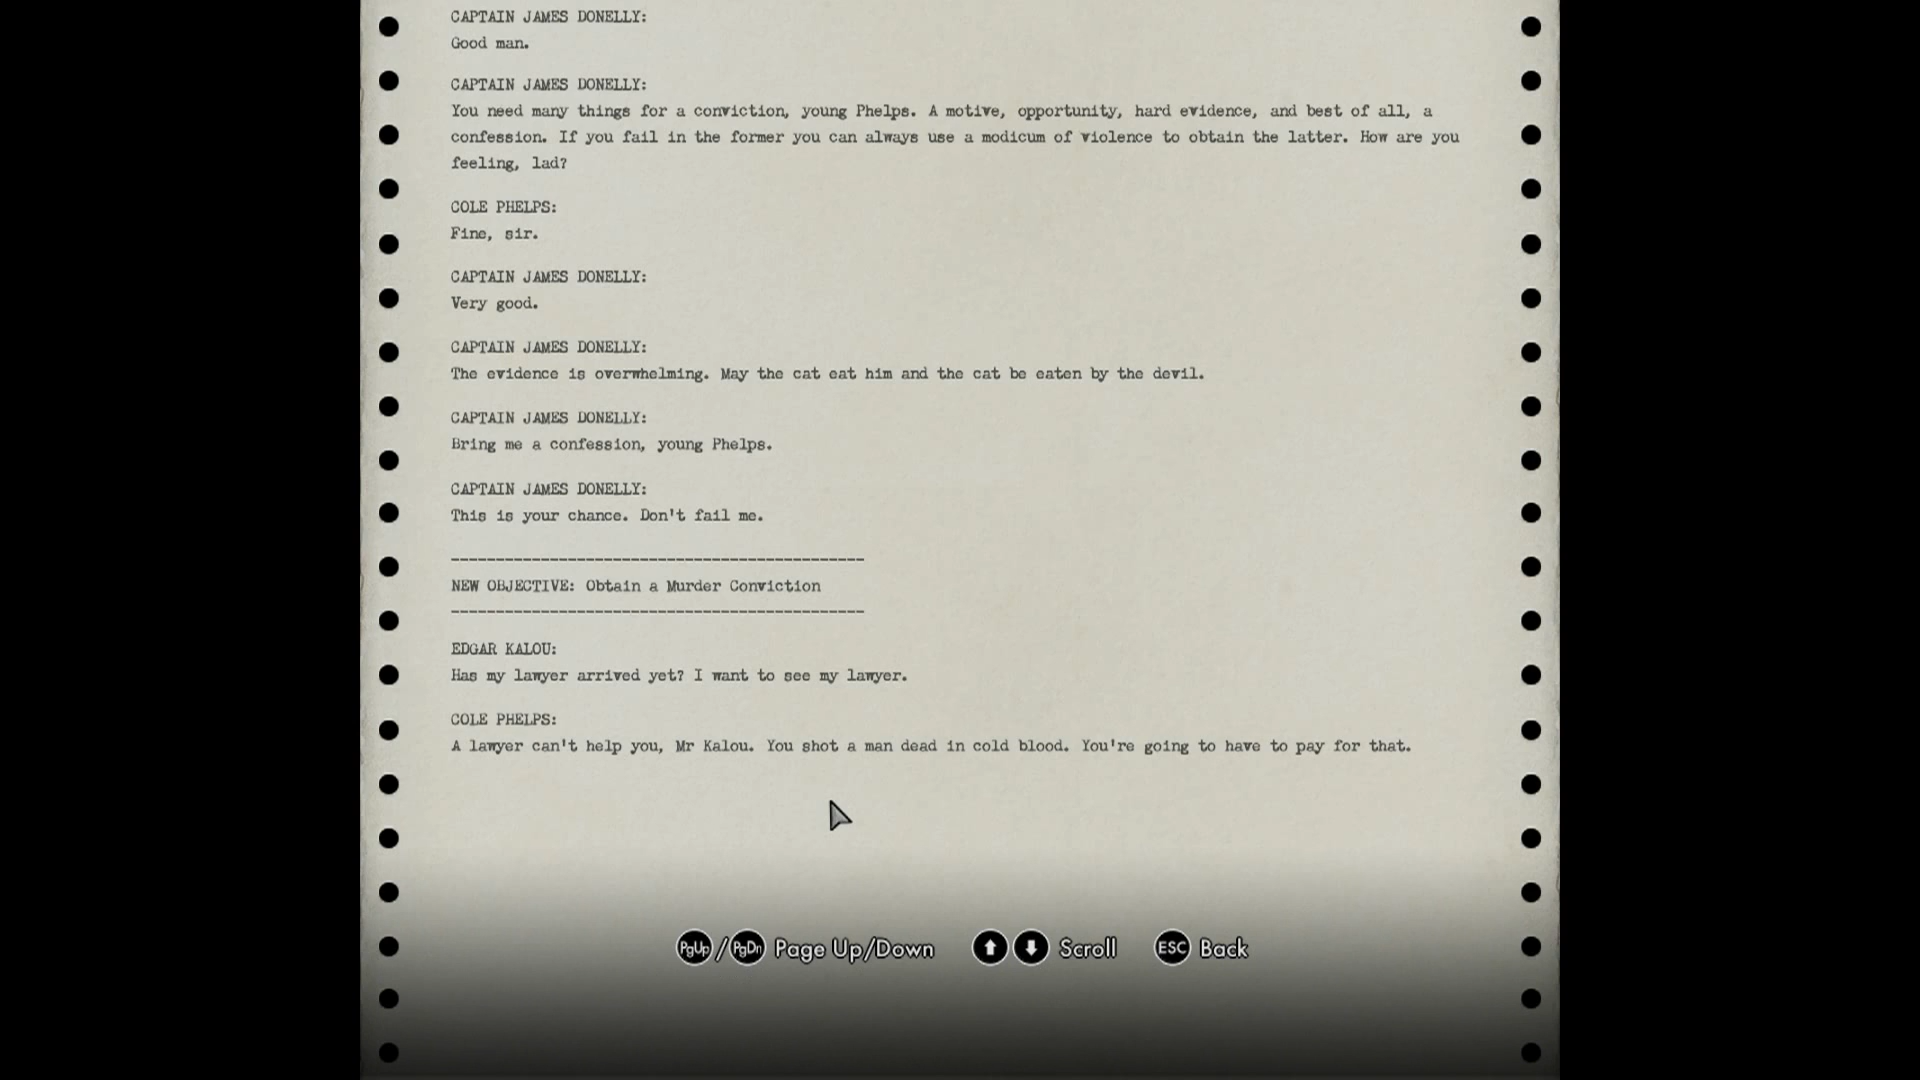 CAPTAIN JAMES DONELLY:
Good man.
CAPTAIN JAMES DONELLY:
You need many things for a conviction, young Phelps. A motive, opportunity, hard evidence, and best of all, a
confession. If you fail in the former you can always use a modicum of violence to obtain the latter. How are you
feeling, lad?
COLE PHELPS:
Fine, sir.
CAPTAIN JAMES DONELLY:
Very good.
CAPTAIN JAMES DONELLY:
The evidence is overwhelming. May the cat eat him and the cat be eaten by the devil.
CAPTAIN JAMES DONELLY:
Bring me a confession, young Phelps.
CAPTAIN JAMES DONELLY:
This is your chance. Don't fail me.
----------------------------------------------
NEW OBJECTIVE: Obtain a Murder Conviction
----------------------------------------------
EDGAR KALOU:
Has my lawyer arrived yet? I want to see my lawyer.
COLE PHELPS:
A lawyer can't help you, Mr Kalou. You shot a man dead in cold blood. You're going to have to pay for that.
PgUp/PgDn Page Up/Down ⬆ ⬇ Scroll ESC Back